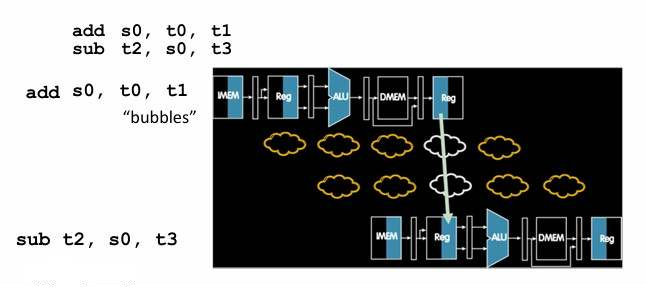 add s0, t0, t1
sub t2, s0, t3
add s0, t0, t1
IMEM Reg ALU DMEM Reg
“bubbles”
sub t2, s0, t3
IMEM Reg ALU DMEM Reg